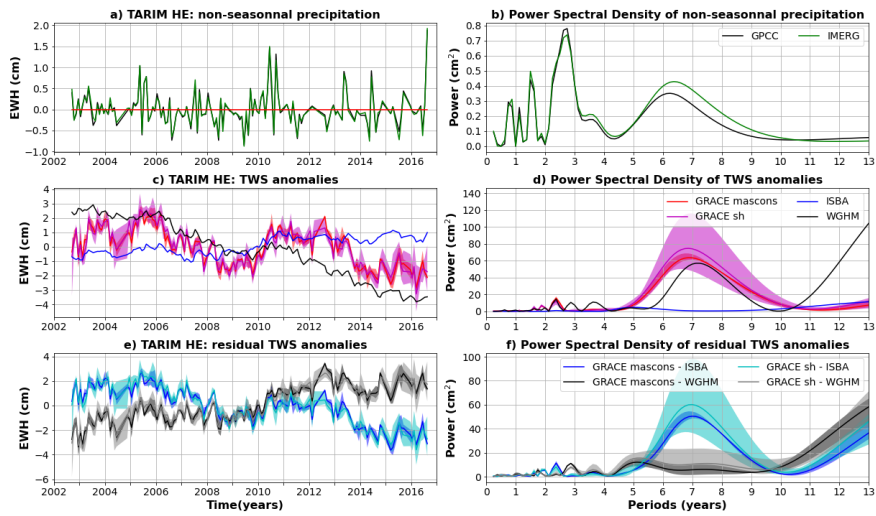 a) TARIM HE: non-seasonnal precipitation
b) Power Spectral Density of non-seasonnal precipitation
EWH (cm)
2.0
1.5
1.0
0.5
0.0
−0.5
−1.0
2002 2004 2006 2008 2010 2012 2014 2016
Power (cm²)
0.8
0.7
0.6
0.5
0.4
0.3
0.2
0.1
0.0
GPCC IMERG
0 1 2 3 4 5 6 7 8 9 10 11 12 13
c) TARIM HE: TWS anomalies
d) Power Spectral Density of TWS anomalies
EWH (cm)
4
3
2
1
0
−1
−2
−3
−4
2002 2004 2006 2008 2010 2012 2014 2016
Power (cm²)
140
120
100
80
60
40
20
0
GRACE mascons ISBA
GRACE sh WGHM
0 1 2 3 4 5 6 7 8 9 10 11 12 13
e) TARIM HE: residual TWS anomalies
f) Power Spectral Density of residual TWS anomalies
EWH (cm)
4
2
0
−2
−4
−6
2002 2004 2006 2008 2010 2012 2014 2016
Time(years)
Power (cm²)
100
80
60
40
20
0
GRACE mascons - ISBA GRACE sh - ISBA
GRACE mascons - WGHM GRACE sh - WGHM
0 1 2 3 4 5 6 7 8 9 10 11 12 13
Periods (years)